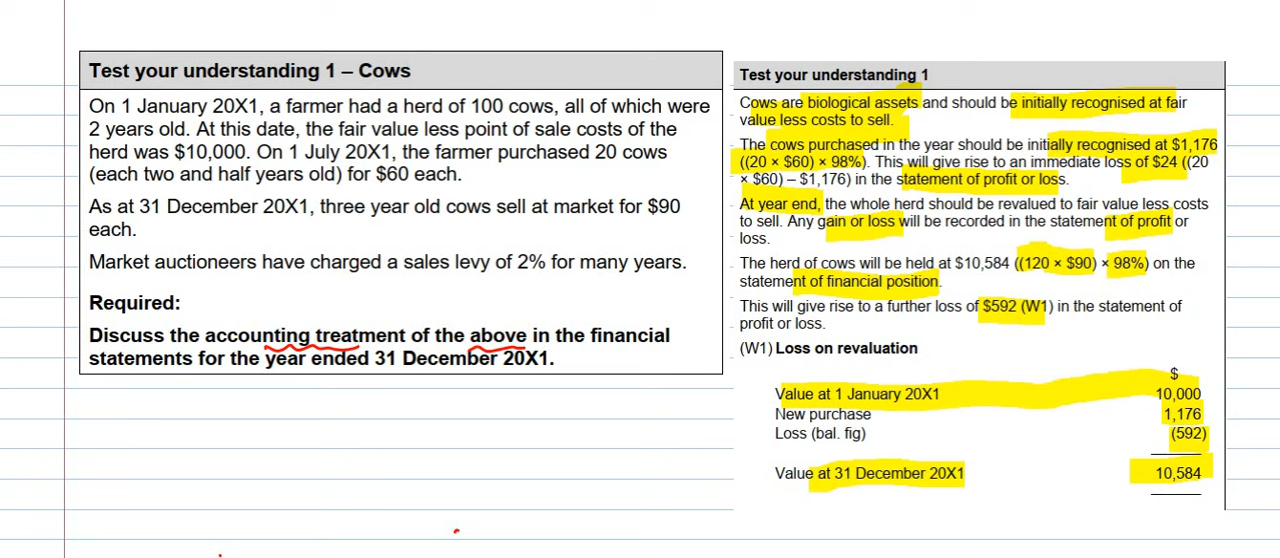 Test your understanding 1 – Cows
On 1 January 20X1, a farmer had a herd of 100 cows, all of which were
2 years old. At this date, the fair value less point of sale costs of the
herd was $10,000. On 1 July 20X1, the farmer purchased 20 cows
(each two and half years old) for $60 each.
As at 31 December 20X1, three year old cows sell at market for $90
each.
Market auctioneers have charged a sales levy of 2% for many years.
Required:
Discuss the accounting treatment of the above in the financial
statements for the year ended 31 December 20X1.
Test your understanding 1
Cows are biological assets and should be initially recognised at fair
value less costs to sell.
The cows purchased in the year should be initially recognised at $1,176
((20 × $60) × 98%). This will give rise to an immediate loss of $24 ((20
× $60) – $1,176) in the statement of profit or loss.
At year end, the whole herd should be revalued to fair value less costs
to sell. Any gain or loss will be recorded in the statement of profit or
loss.
The herd of cows will be held at $10,584 ((120 × $90) × 98%) on the
statement of financial position.
This will give rise to a further loss of $592 (W1) in the statement of
profit or loss.
(W1) Loss on revaluation
$
Value at 1 January 20X1 10,000
New purchase 1,176
Loss (bal. fig) (592)
Value at 31 December 20X1 10,584